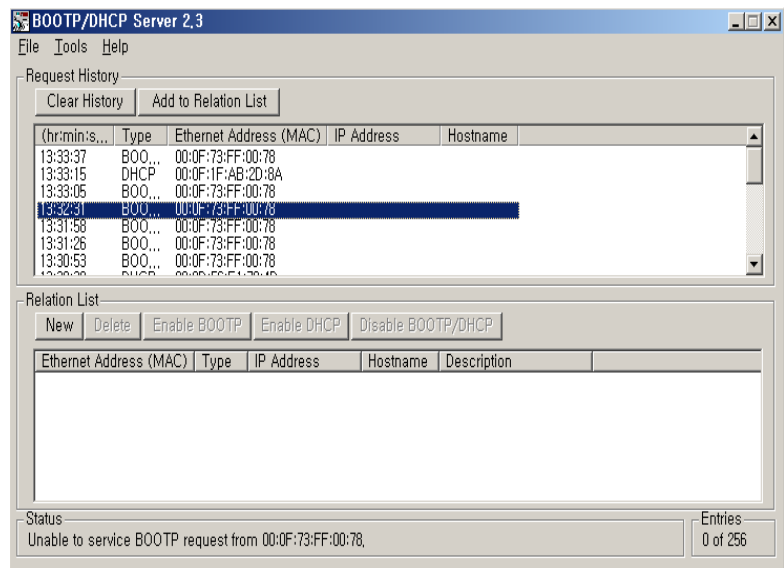 BOOTP/DHCP Server 2.3
File Tools Help
Request History
Clear History Add to Relation List
(hr:min:s... Type Ethernet Address (MAC) IP Address Hostname
13:33:37 BOO... 00:0F:73:FF:00:78
13:33:15 DHCP 00:0F:1F:AB:2D:8A
13:33:05 BOO... 00:0F:73:FF:00:78
13:32:31 BOO... 00:0F:73:FF:00:78
13:31:58 BOO... 00:0F:73:FF:00:78
13:31:26 BOO... 00:0F:73:FF:00:78
13:30:53 BOO... 00:0F:73:FF:00:78
DHCP
Relation List
New Delete Enable BOOTP Enable DHCP Disable BOOTP/DHCP
Ethernet Address (MAC) Type IP Address Hostname Description
Status
Unable to service BOOTP request from 00:0F:73:FF:00:78.
Entries
0 of 256